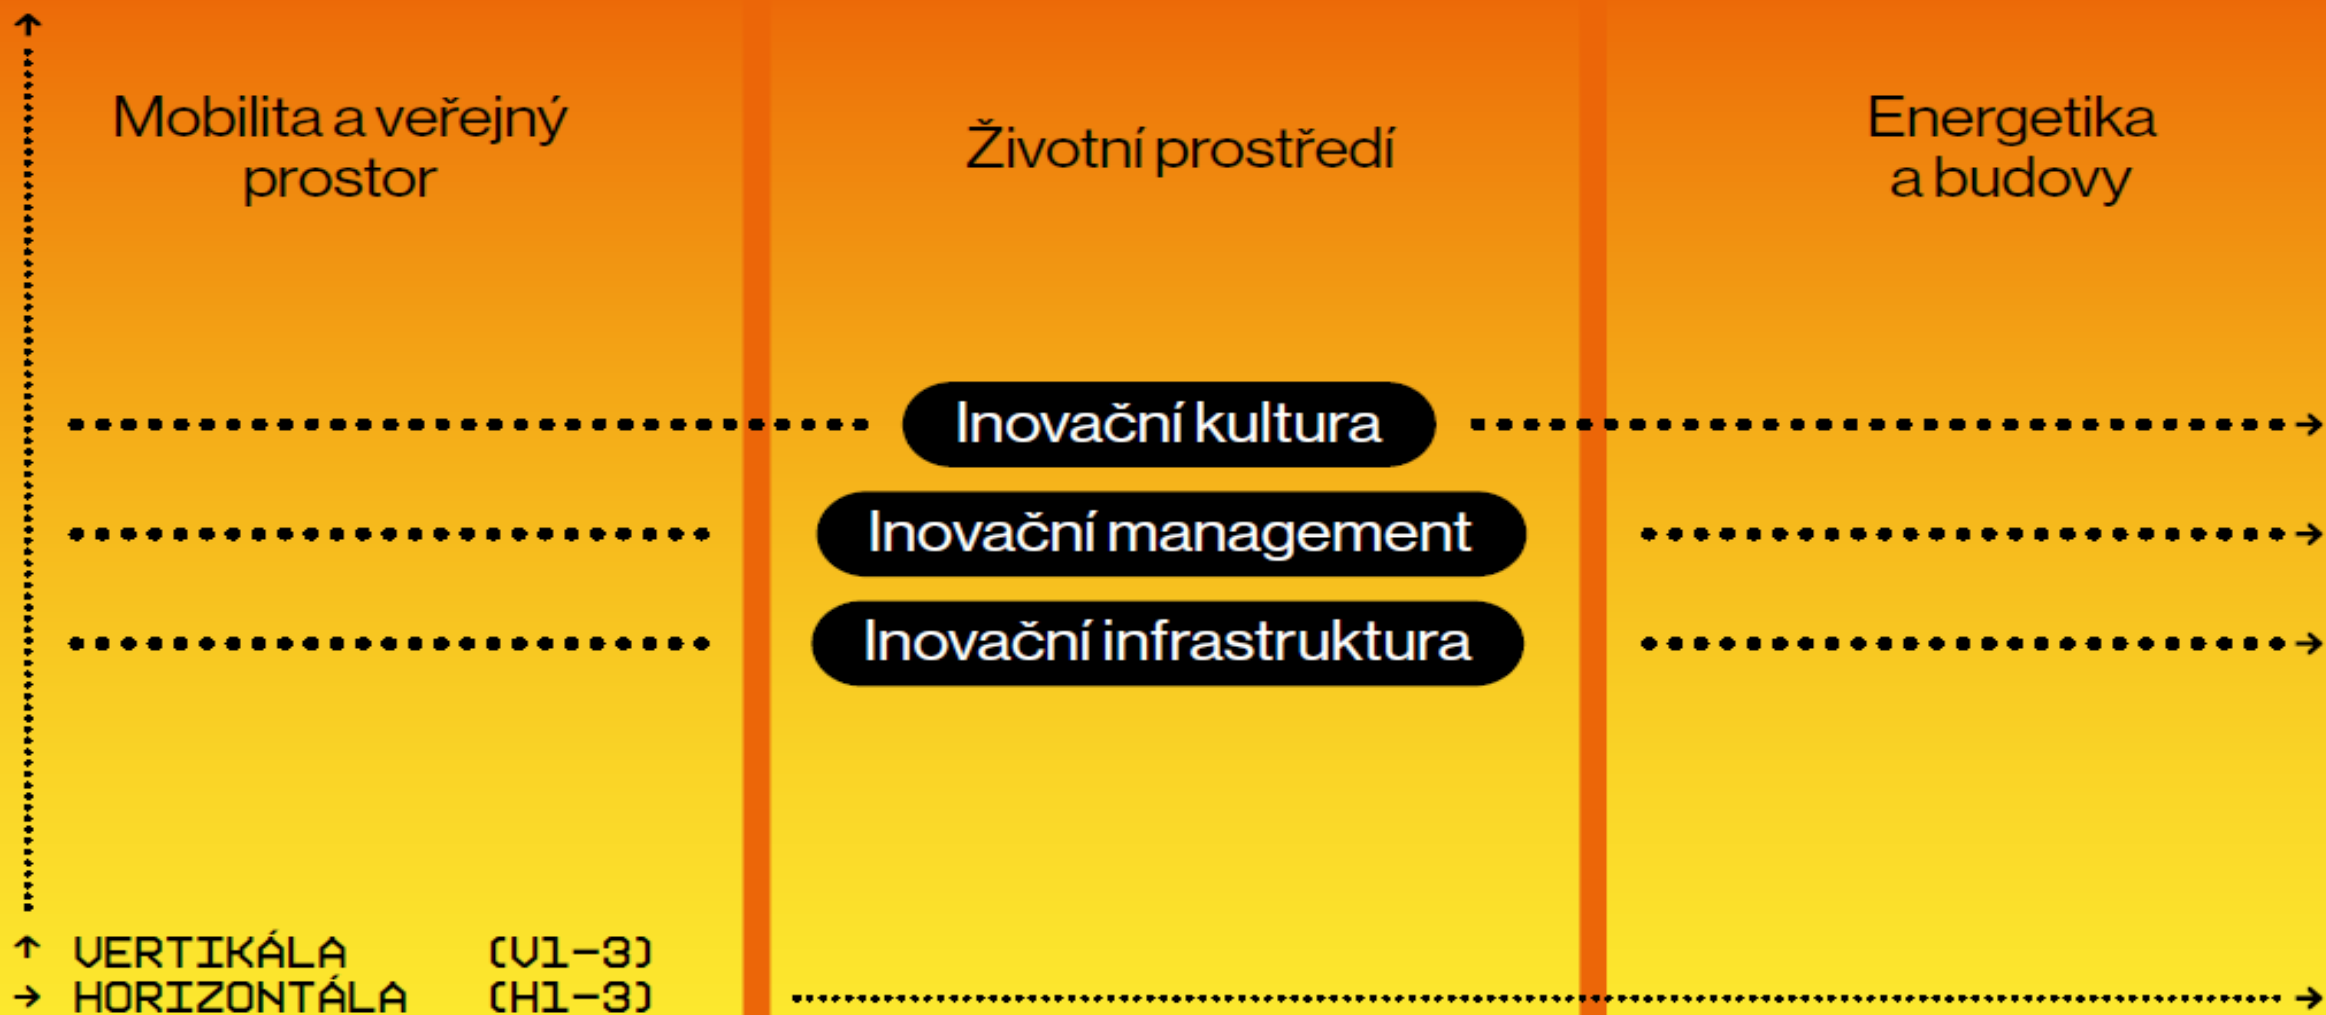 Mobilita a veřejný
prostor
Životní prostředí
Energetika
a budovy
Inovační kultura
Inovační management
Inovační infrastruktura
↑ VERTIKÁLA (V1–3)
→ HORIZONTÁLA (H1–3)